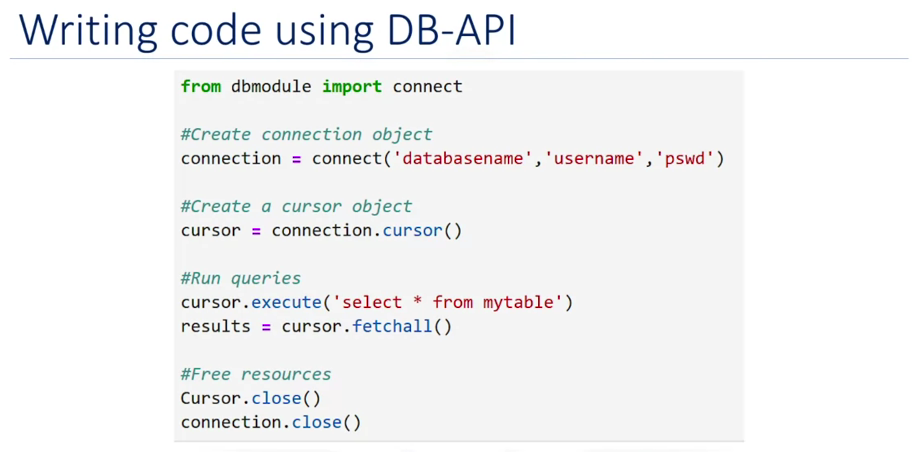 Writing code using DB-API
from dbmodule import connect
#Create connection object
connection = connect('databasename','username','pswd')
#Create a cursor object
cursor = connection.cursor()
#Run queries
cursor.execute('select * from mytable')
results = cursor.fetchall()
#Free resources
Cursor.close()
connection.close()